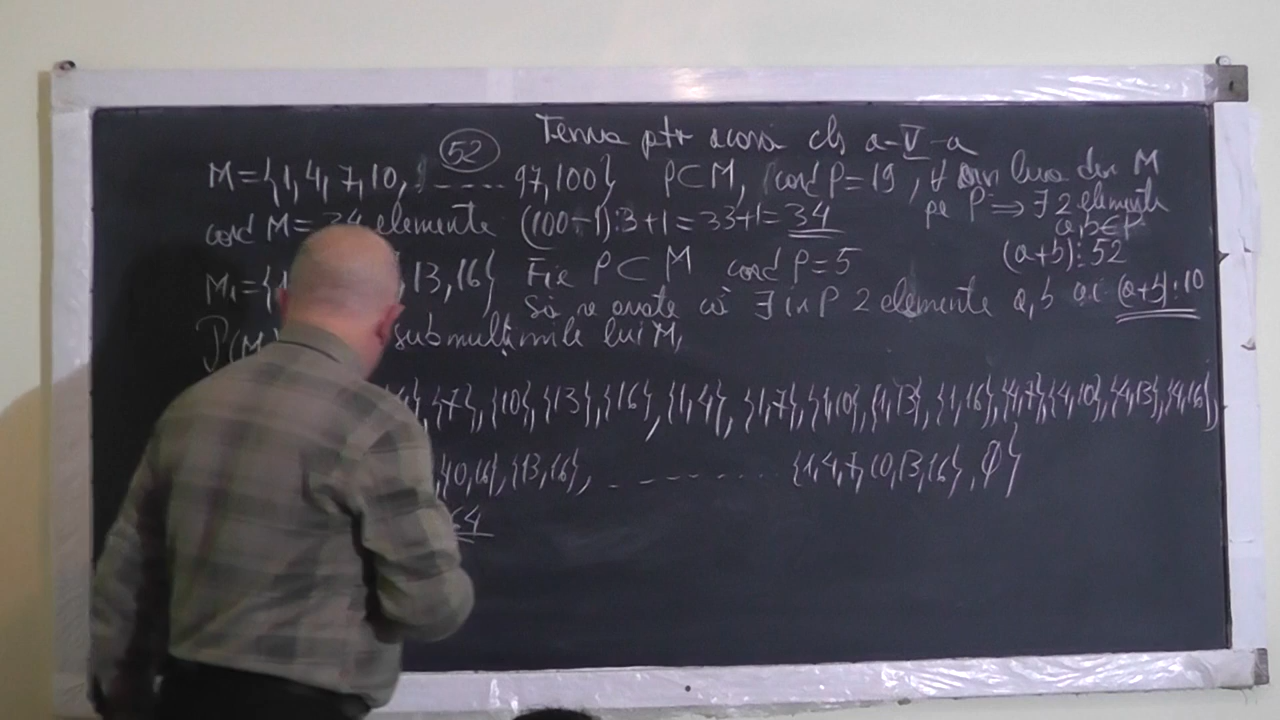 52 Tema ptr acasă cls a-V-a
M={1,4,7,10, ..... 97,100} P⊂M, card P=19, ∀ am lua din M
pe P ⇒ ∃ 2 elemente
card M=34 elemente (100-1):3+1=33+1=34
a,b∈P
(a+b)⋮52
M₁={1 ,13,16} Fie P⊂M card P=5
Să se arate că ∃ în P 2 elemente a,b a.î. (a+b)⋮10
P(M submulțimile lui M₁
},{7},{10},{13},{16},{1,4},{1,7},{1,10},{1,13},{1,16},{4,7},{4,10},{4,13},{4,16},
,{10,16},{13,16}, ........... {1,4,7,10,13,16},∅}
64